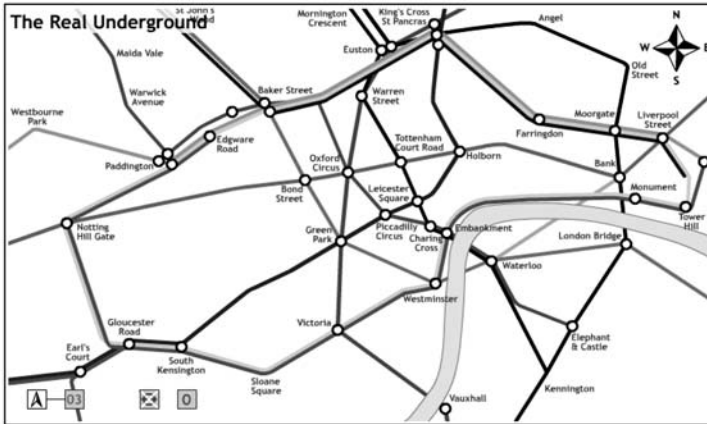 The Real Underground
St John's
Wood
Mornington
Crescent
King's Cross
St Pancras
Angel
N
W
E
S
Maida Vale
Euston
Old
Street
Baker Street
Warwick
Avenue
Warren
Street
Westbourne
Park
Moorgate
Liverpool
Street
Edgware
Road
Farringdon
Paddington
Oxford
Circus
Tottenham
Court Road
Holborn
Bank
Bond
Street
Leicester
Square
Monument
Notting
Hill Gate
Green
Park
Piccadilly
Circus
Charing
Cross
Embankment
Tower
Hill
London Bridge
Waterloo
Westminster
Gloucester
Road
Victoria
Earl's
Court
South
Kensington
Elephant
& Castle
Sloane
Square
Kennington
Vauxhall
03
0